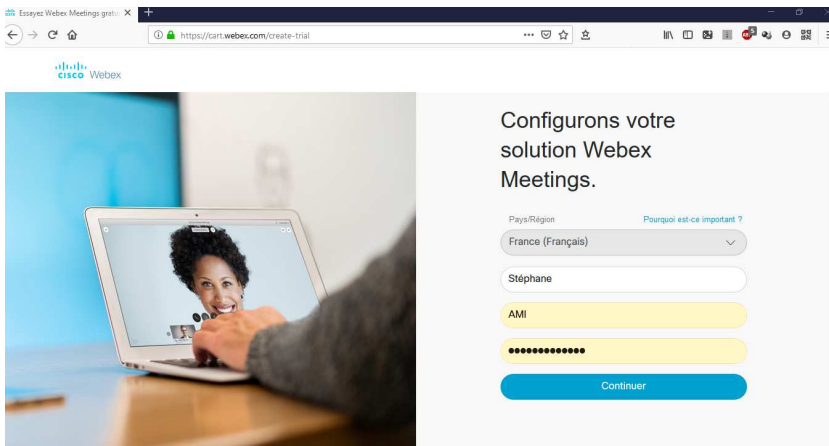 Essayez Webex Meetings gratui
https://cart.webex.com/create-trial
CISCO Webex
Configurons votre
solution Webex
Meetings.
Pays/Région
Pourquoi est-ce important ?
France (Français)
Stéphane
AMI
•••••••••••••
Continuer